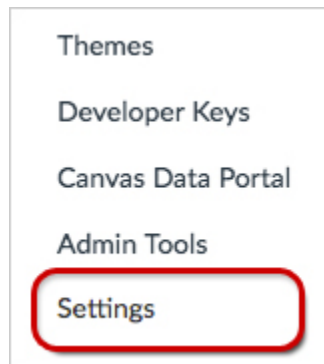 Themes
Developer Keys
Canvas Data Portal
Admin Tools
Settings